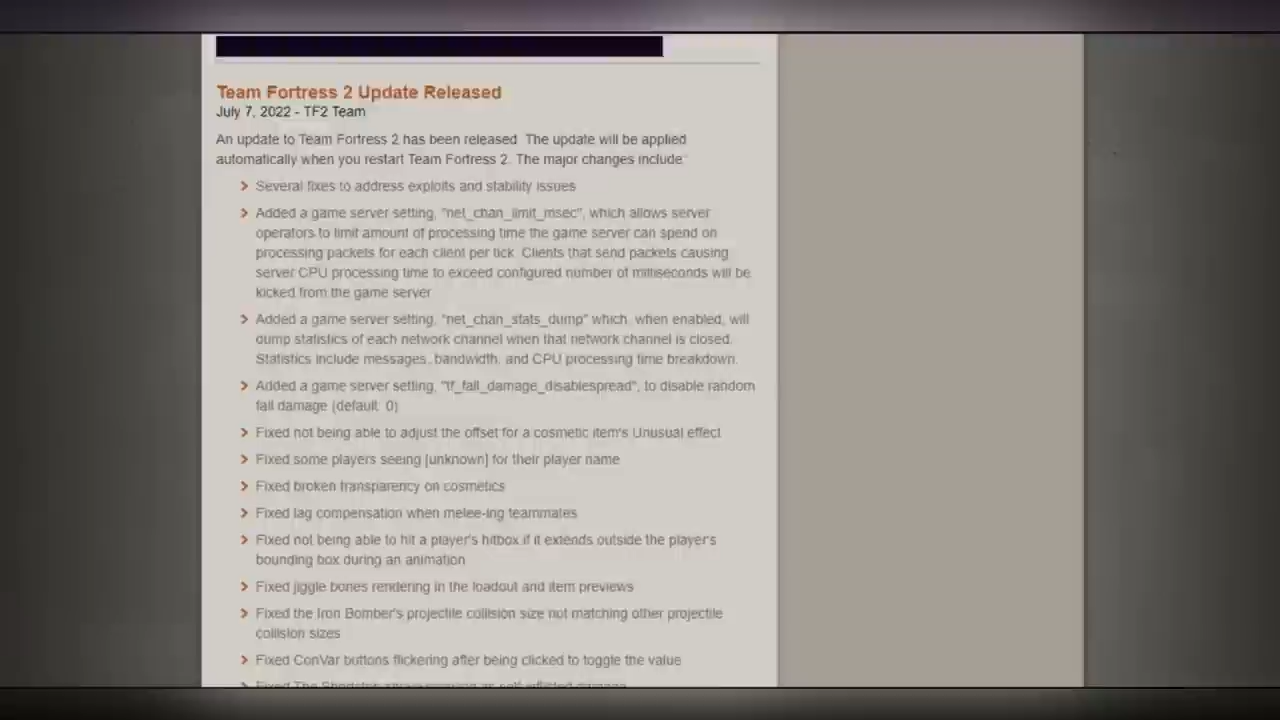 Team Fortress 2 Update Released
July 7, 2022 - TF2 Team
An update to Team Fortress 2 has been released. The update will be applied
automatically when you restart Team Fortress 2. The major changes include:
Several fixes to address exploits and stability issues
Added a game server setting, "net_chan_limit_msec", which allows server
operators to limit amount of processing time the game server can spend on
processing packets for each client per tick. Clients that send packets causing
server CPU processing time to exceed configured number of milliseconds will be
kicked from the game server
Added a game server setting, "net_chan_stats_dump" which, when enabled, will
dump statistics of each network channel when that network channel is closed.
Statistics include messages, bandwidth, and CPU processing time breakdown.
Added a game server setting, "tf_fall_damage_disablespread", to disable random
fall damage (default: 0)
Fixed not being able to adjust the offset for a cosmetic item's Unusual effect
Fixed some players seeing [unknown] for their player name
Fixed broken transparency on cosmetics
Fixed lag compensation when melee-ing teammates
Fixed not being able to hit a player's hitbox if it extends outside the player's
bounding box during an animation
Fixed jiggle bones rendering in the loadout and item previews
Fixed the Iron Bomber's projectile collision size not matching other projectile
collision sizes
Fixed ConVar buttons flickering after being clicked to toggle the value
Fixed The